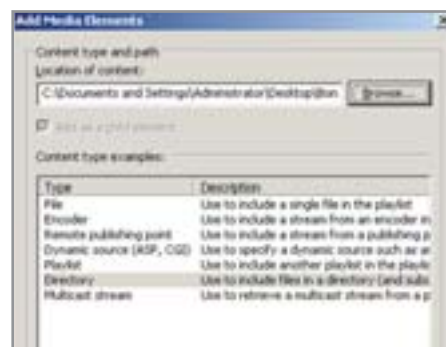 Add Media Elements
Content type and path
Location of content:
C:\Documents and Settings\Administrator\Desktop\Bon
Browse...
Add as a child element
Content type examples:
Type Description
File Use to include a single file in the playlist
Encoder Use to include a stream from an encoder in
Remote publishing point Use to include a stream from a publishing p
Dynamic source (ASP, CGI) Use to specify a dynamic source such as an
Playlist Use to include another playlist in the playlis
Directory Use to include files in a directory (and subd
Multicast stream Use to retrieve a multicast stream from a p